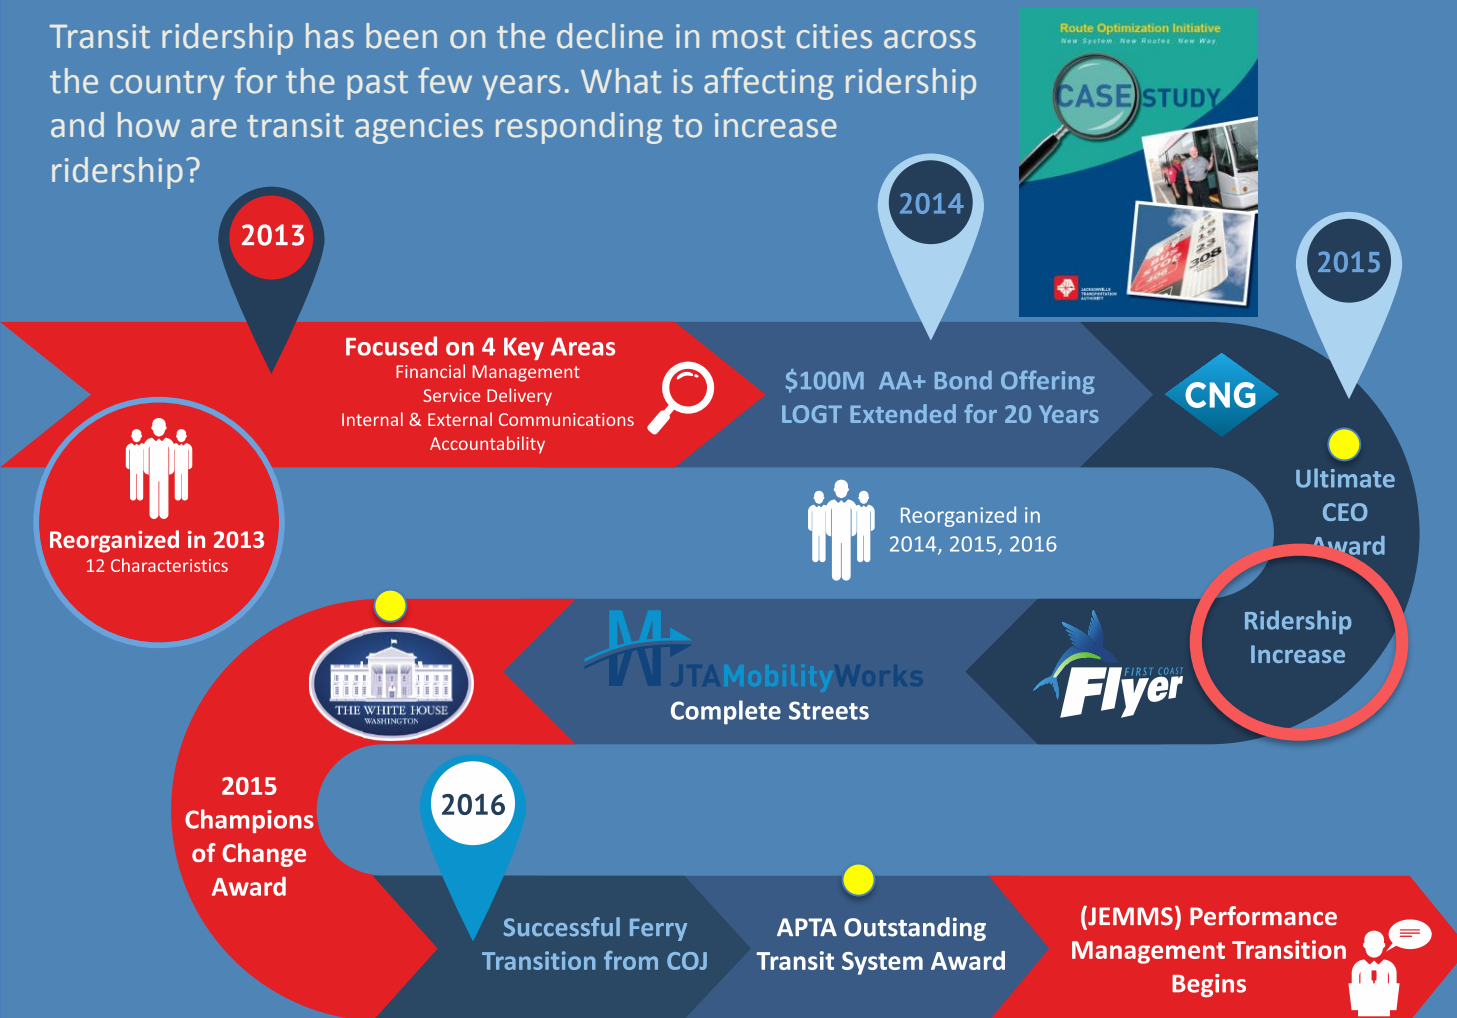 Transit ridership has been on the decline in most cities across
the country for the past few years. What is affecting ridership
and how are transit agencies responding to increase
ridership?
Route Optimization Initiative
New System. New Routes. New Way.
CASE STUDY
BUS
STOP
308
JACKSONVILLE
TRANSPORTATION
AUTHORITY
2013
2014
2015
Focused on 4 Key Areas
Financial Management
Service Delivery
Internal & External Communications
Accountability
$100M AA+ Bond Offering
LOGT Extended for 20 Years
CNG
Ultimate
CEO
Award
Reorganized in 2013
12 Characteristics
Reorganized in
2014, 2015, 2016
Ridership
Increase
FIRST COAST
Flyer
JTAMobilityWorks
Complete Streets
THE WHITE HOUSE
WASHINGTON
2015
Champions
of Change
Award
2016
Successful Ferry
Transition from COJ
APTA Outstanding
Transit System Award
(JEMMS) Performance
Management Transition
Begins